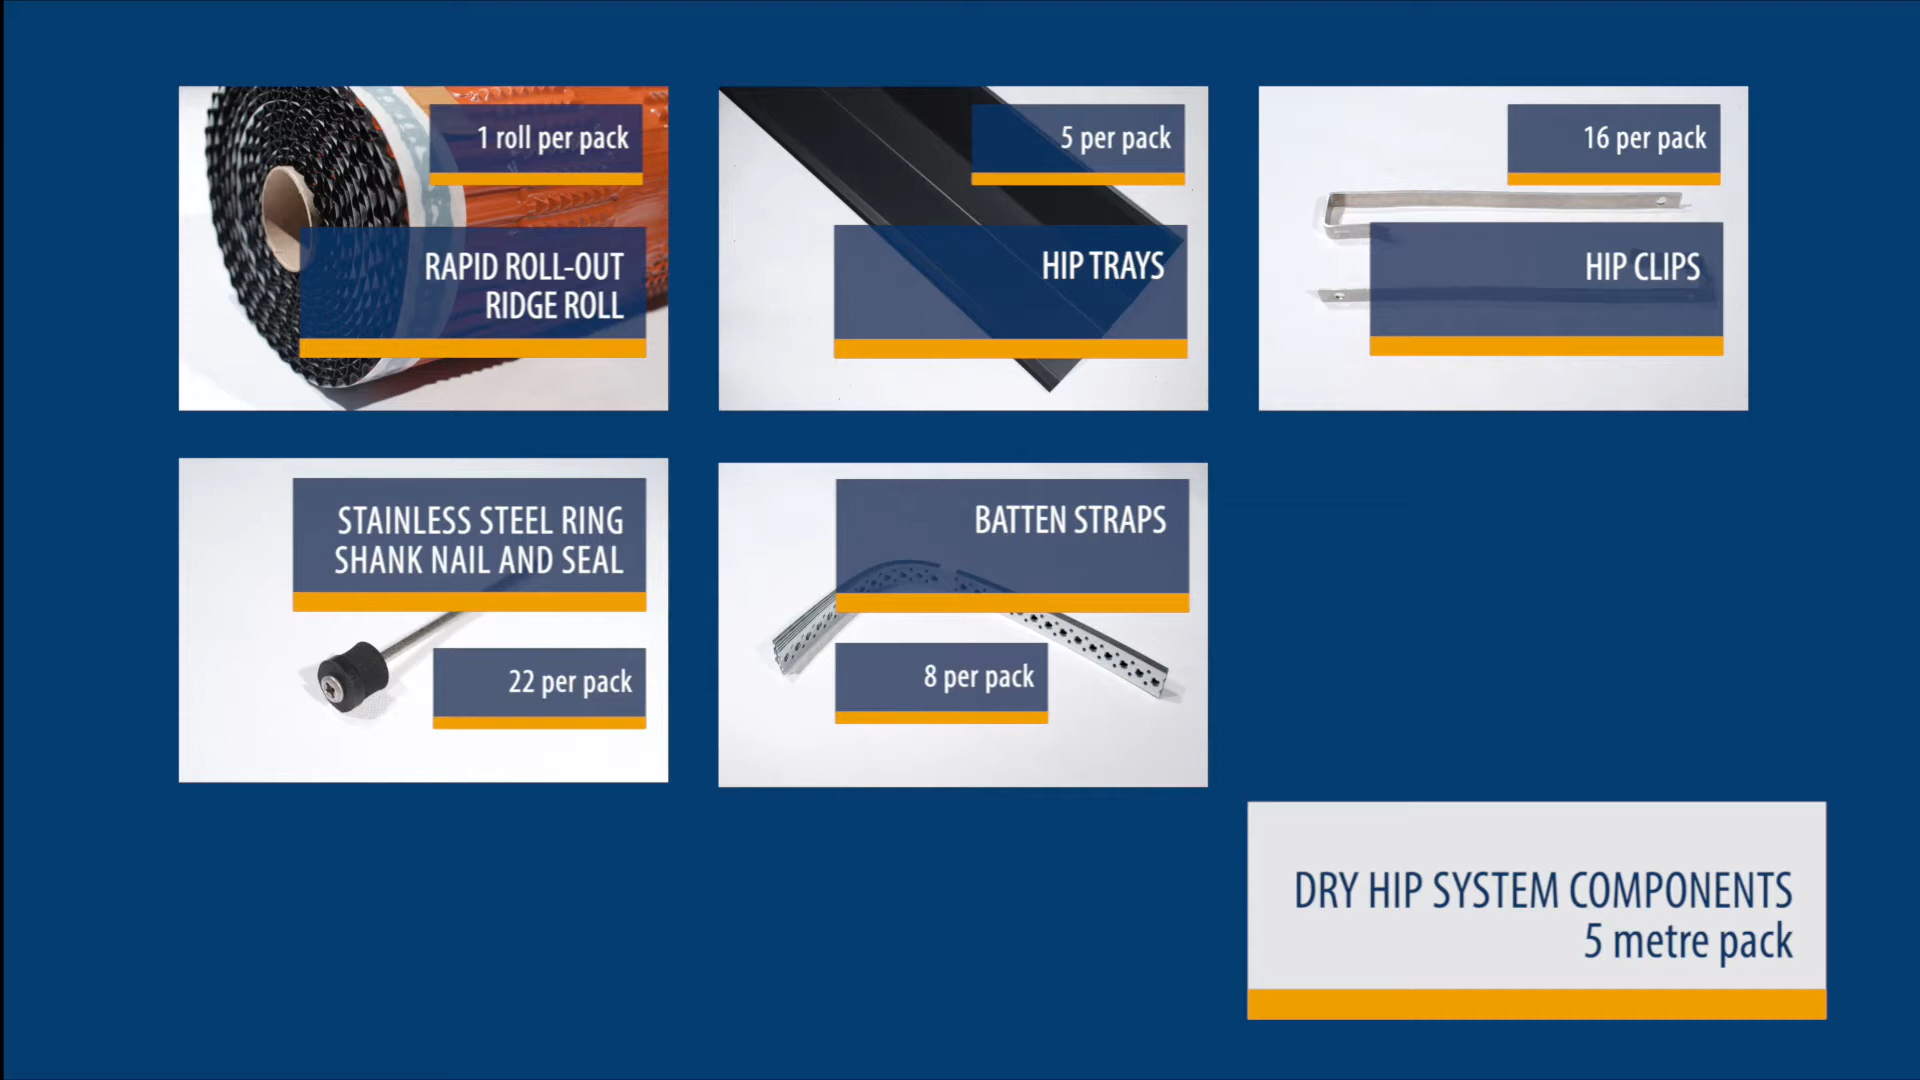 1 roll per pack
RAPID ROLL-OUT
RIDGE ROLL
5 per pack
HIP TRAYS
16 per pack
HIP CLIPS
STAINLESS STEEL RING
SHANK NAIL AND SEAL
22 per pack
BATTEN STRAPS
8 per pack
DRY HIP SYSTEM COMPONENTS
5 metre pack